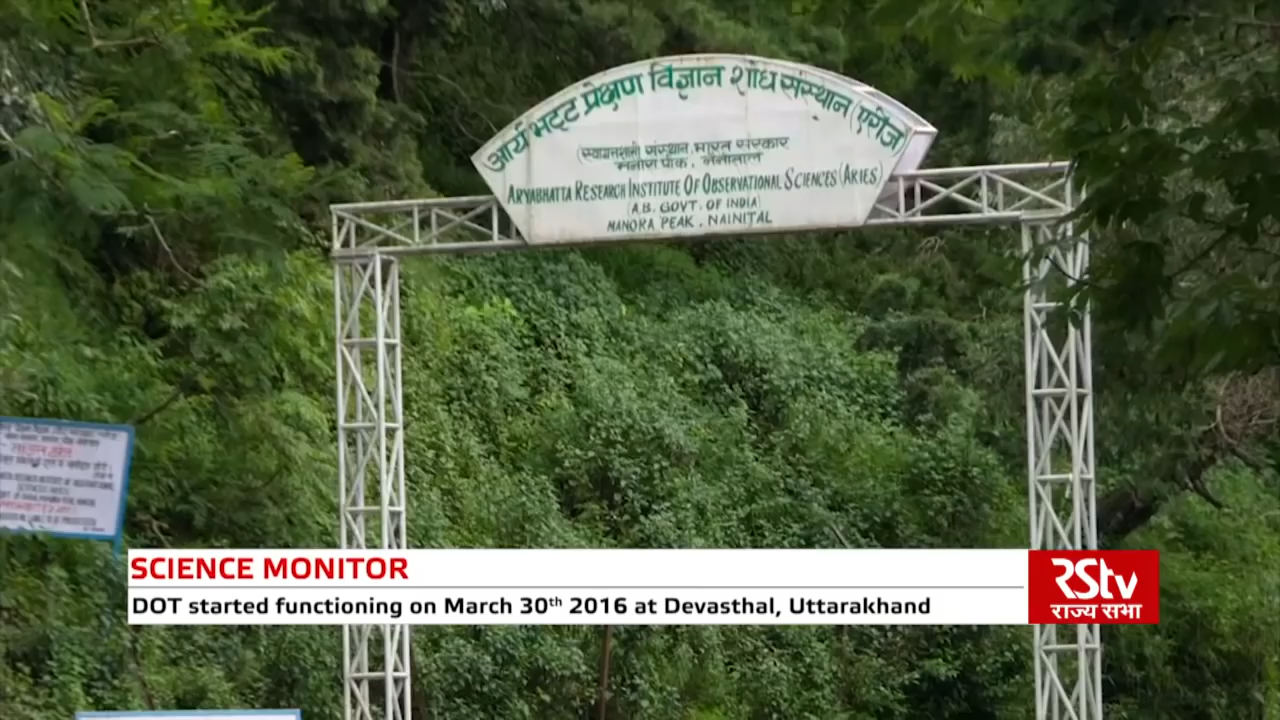 आर्यभट्ट प्रेक्षण विज्ञान शोध संस्थान (एरीज
(स्वायत्तशासी संस्थान, भारत सरकार
मनोरा पीक, नैनीताल
ARYABHATTA RESEARCH INSTITUTE OF OBSERVATIONAL SCIENCES (ARIES)
(A.B. GOVT. OF INDIA)
MANORA PEAK, NAINITAL
SCIENCE MONITOR
DOT started functioning on March 30th 2016 at Devasthal, Uttarakhand
RStv
राज्य सभा